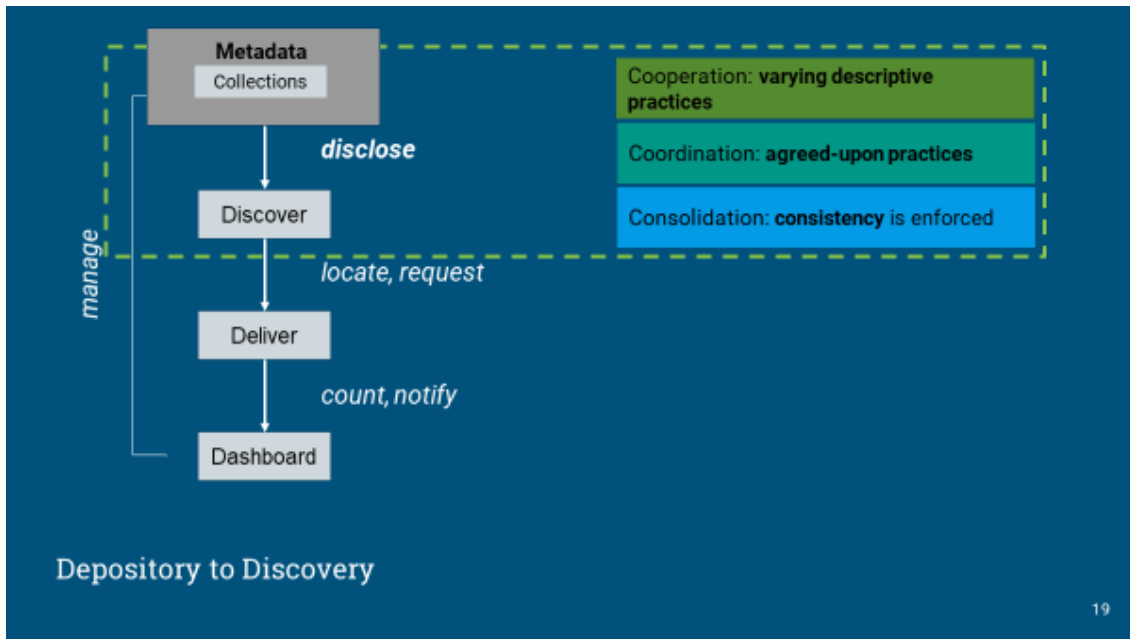 Metadata
Collections
disclose
Discover
locate, request
Deliver
count, notify
Dashboard
manage
Cooperation: varying descriptive
practices
Coordination: agreed-upon practices
Consolidation: consistency is enforced
Depository to Discovery
19